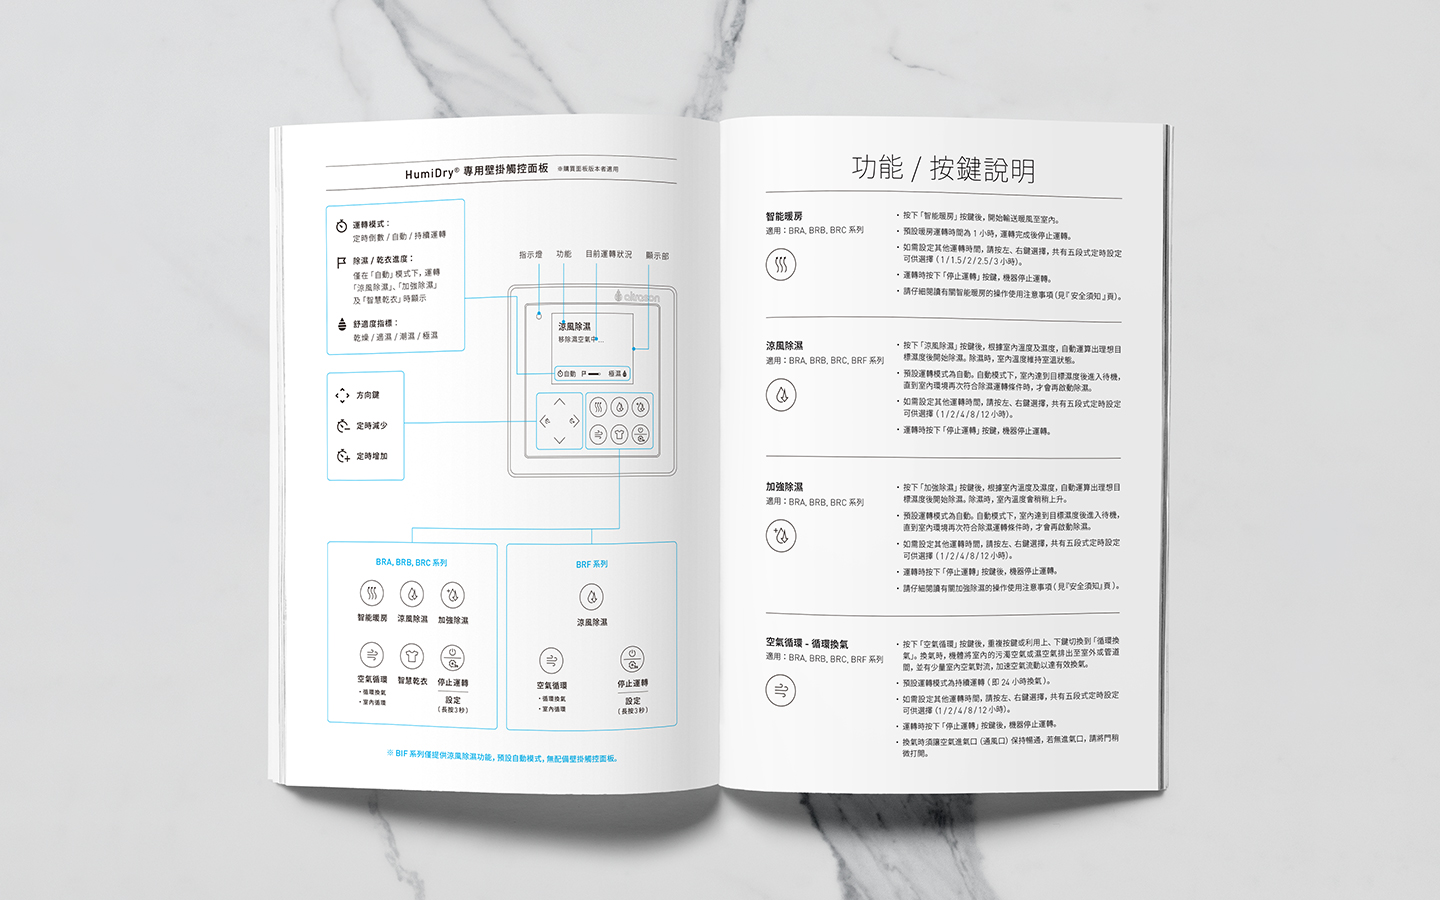 HumiDry® 專用壁掛觸控面板 ※購買面板版本者適用
運轉模式：
定時倒數 / 自動 / 持續運轉
除濕 / 乾衣進度：
僅在「自動」模式下，運轉
「涼風除濕」、「加強除濕」
及「智慧乾衣」時顯示
舒適度指標：
乾燥 / 適濕 / 潮濕 / 極濕
方向鍵
定時減少
定時增加
指示燈 功能 目前運轉狀況 顯示部
altrason
涼風除濕
移除濕空氣中...
自動 極濕
BRA, BRB, BRC 系列
智能暖房 涼風除濕 加強除濕
空氣循環 智慧乾衣 停止運轉
・循環換氣
・室內循環
設定
（長按3秒）
BRF 系列
涼風除濕
空氣循環 停止運轉
・循環換氣
・室內循環
設定
（長按3秒）
※ BIF 系列僅提供涼風除濕功能，預設自動模式，無配備壁掛觸控面板。
功能 / 按鍵說明
智能暖房
適用：BRA, BRB, BRC 系列
・按下「智能暖房」按鍵後，開始輸送暖風至室內。
・預設暖房運轉時間為 1 小時，運轉完成後停止運轉。
・如需設定其他運轉時間，請按左、右鍵選擇，共有五段式定時設定
可供選擇（1 / 1.5 / 2 / 2.5 / 3 小時）。
・運轉時按下「停止運轉」按鍵，機器停止運轉。
・請仔細閱讀有關智能暖房的操作使用注意事項（見『安全須知』頁）。
涼風除濕
適用：BRA, BRB, BRC, BRF 系列
・按下「涼風除濕」按鍵後，根據室內溫度及濕度，自動運算出理想目
標濕度後開始除濕。除濕時，室內溫度維持室溫狀態。
・預設運轉模式為自動。自動模式下，室內達到目標濕度後進入待機，
直到室內環境再次符合除濕運轉條件時，才會再啟動除濕。
・如需設定其他運轉時間，請按左、右鍵選擇，共有五段式定時設定
可供選擇（1 / 2 / 4 / 8 / 12 小時）。
・運轉時按下「停止運轉」按鍵，機器停止運轉。
加強除濕
適用：BRA, BRB, BRC 系列
・按下「加強除濕」按鍵後，根據室內溫度及濕度，自動運算出理想目
標濕度後開始除濕。除濕時，室內溫度會稍稍上升。
・預設運轉模式為自動。自動模式下，室內達到目標濕度後進入待機，
直到室內環境再次符合除濕運轉條件時，才會再啟動除濕。
・如需設定其他運轉時間，請按左、右鍵選擇，共有五段式定時設定
可供選擇（1 / 2 / 4 / 8 / 12 小時）。
・運轉時按下「停止運轉」按鍵後，機器停止運轉。
・請仔細閱讀有關加強除濕的操作使用注意事項（見『安全須知』頁）。
空氣循環 - 循環換氣
適用：BRA, BRB, BRC, BRF 系列
・按下「空氣循環」按鍵後，重複按鍵或利用上、下鍵切換到「循環換
氣」。換氣時，機體將室內的污濁空氣或濕空氣排出至室外或管道
間，並有少量室內空氣對流，加速空氣流動以達有效換氣。
・預設運轉模式為持續運轉（即 24 小時換氣）。
・如需設定其他運轉時間，請按左、右鍵選擇，共有五段式定時設定
可供選擇（1 / 2 / 4 / 8 / 12 小時）。
・運轉時按下「停止運轉」按鍵後，機器停止運轉。
・換氣時須讓空氣進氣口（通風口）保持暢通，若無進氣口，請將門稍
微打開。